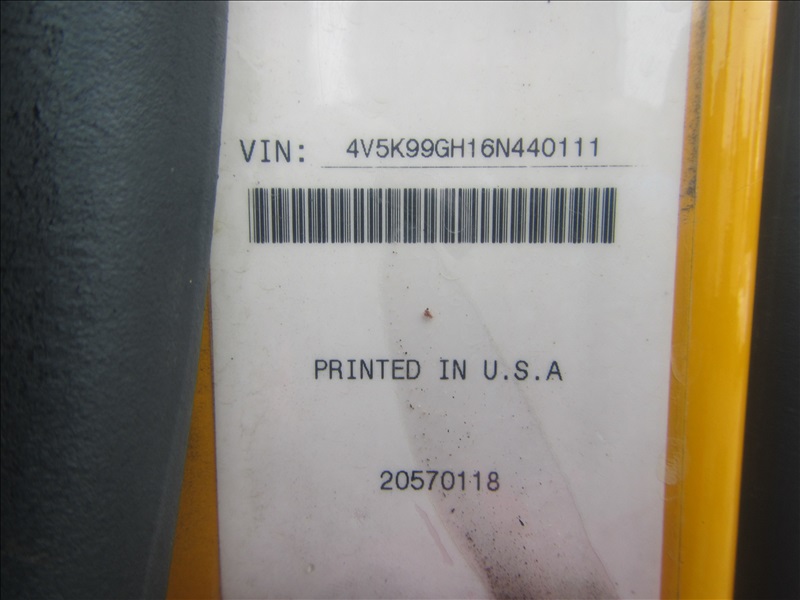 VIN: 4V5K99GH16N440111
PRINTED IN U.S.A
20570118